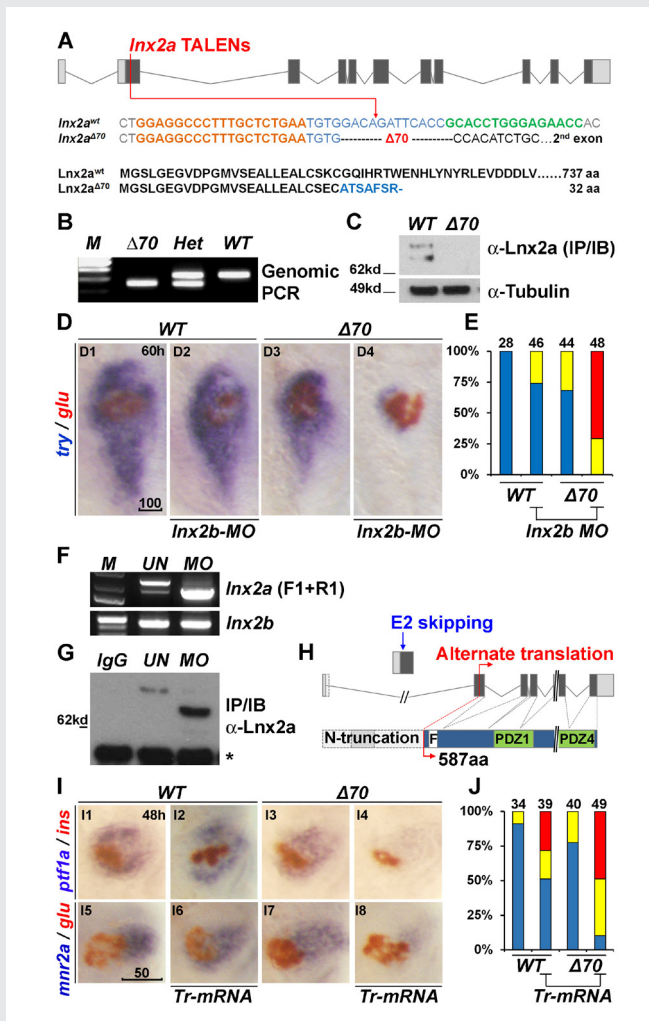 A
lnx2a TALENs
lnx2a^wt CTGGAGGCCCTTTGCTCTGAATGTGGACAGATTCACCGCACCTGGGAGAACCAC
lnx2a^Δ70 CTGGAGGCCCTTTGCTCTGAATGTG---------- Δ70 ----------CCACATCTGC...2nd exon
Lnx2a^wt MGSLGEGVDPGMVSEALLEALCSKCGQIHRTWENHLYNYRLEVDDDLV......737 aa
Lnx2a^Δ70 MGSLGEGVDPGMVSEALLEALCSECATSAFSR- 32 aa
B
M Δ70 Het WT
Genomic
PCR
C
WT Δ70
α-Lnx2a (IP/IB)
62kd
49kd
α-Tubulin
D
WT Δ70
try / glu
D1 60h D2 D3 D4
100
lnx2b-MO lnx2b-MO
E
28 46 44 48
100%
75%
50%
25%
0%
WT Δ70
lnx2b MO
F
M UN MO
lnx2a (F1+R1)
lnx2b
G
IgG UN MO
IP/IB
α-Lnx2a
62kd
*
H
E2 skipping
Alternate translation
//
N-truncation F PDZ1 PDZ4
587aa
I
WT Δ70
ptf1a / ins
I1 48h I2 I3 I4
mnr2a / glu
I5 I6 I7 I8
50
Tr-mRNA Tr-mRNA
J
34 39 40 49
100%
75%
50%
25%
0%
WT Δ70
Tr-mRNA